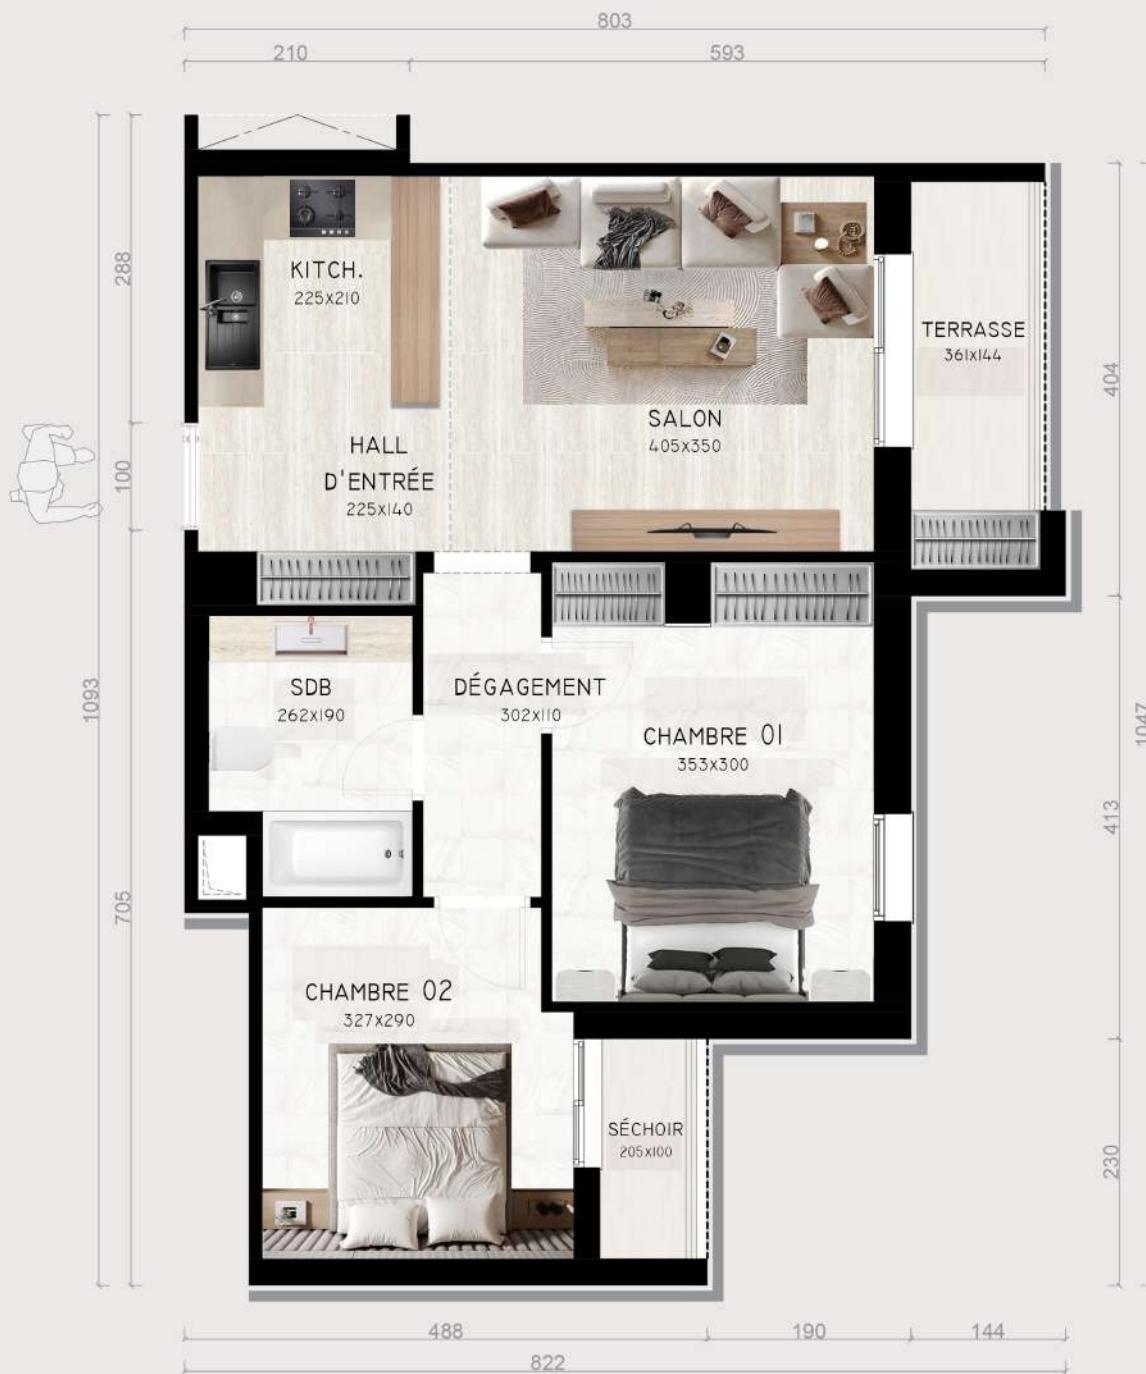 803
210
593
288
KITCH.
225x210
TERRASSE
361x144
404
SALON
405x350
HALL
D'ENTRÉE
225x140
100
1093
SDB
262x190
DÉGAGEMENT
302x110
CHAMBRE 01
353x300
1047
413
705
CHAMBRE 02
327x290
SÉCHOIR
205x100
230
488
190
144
822